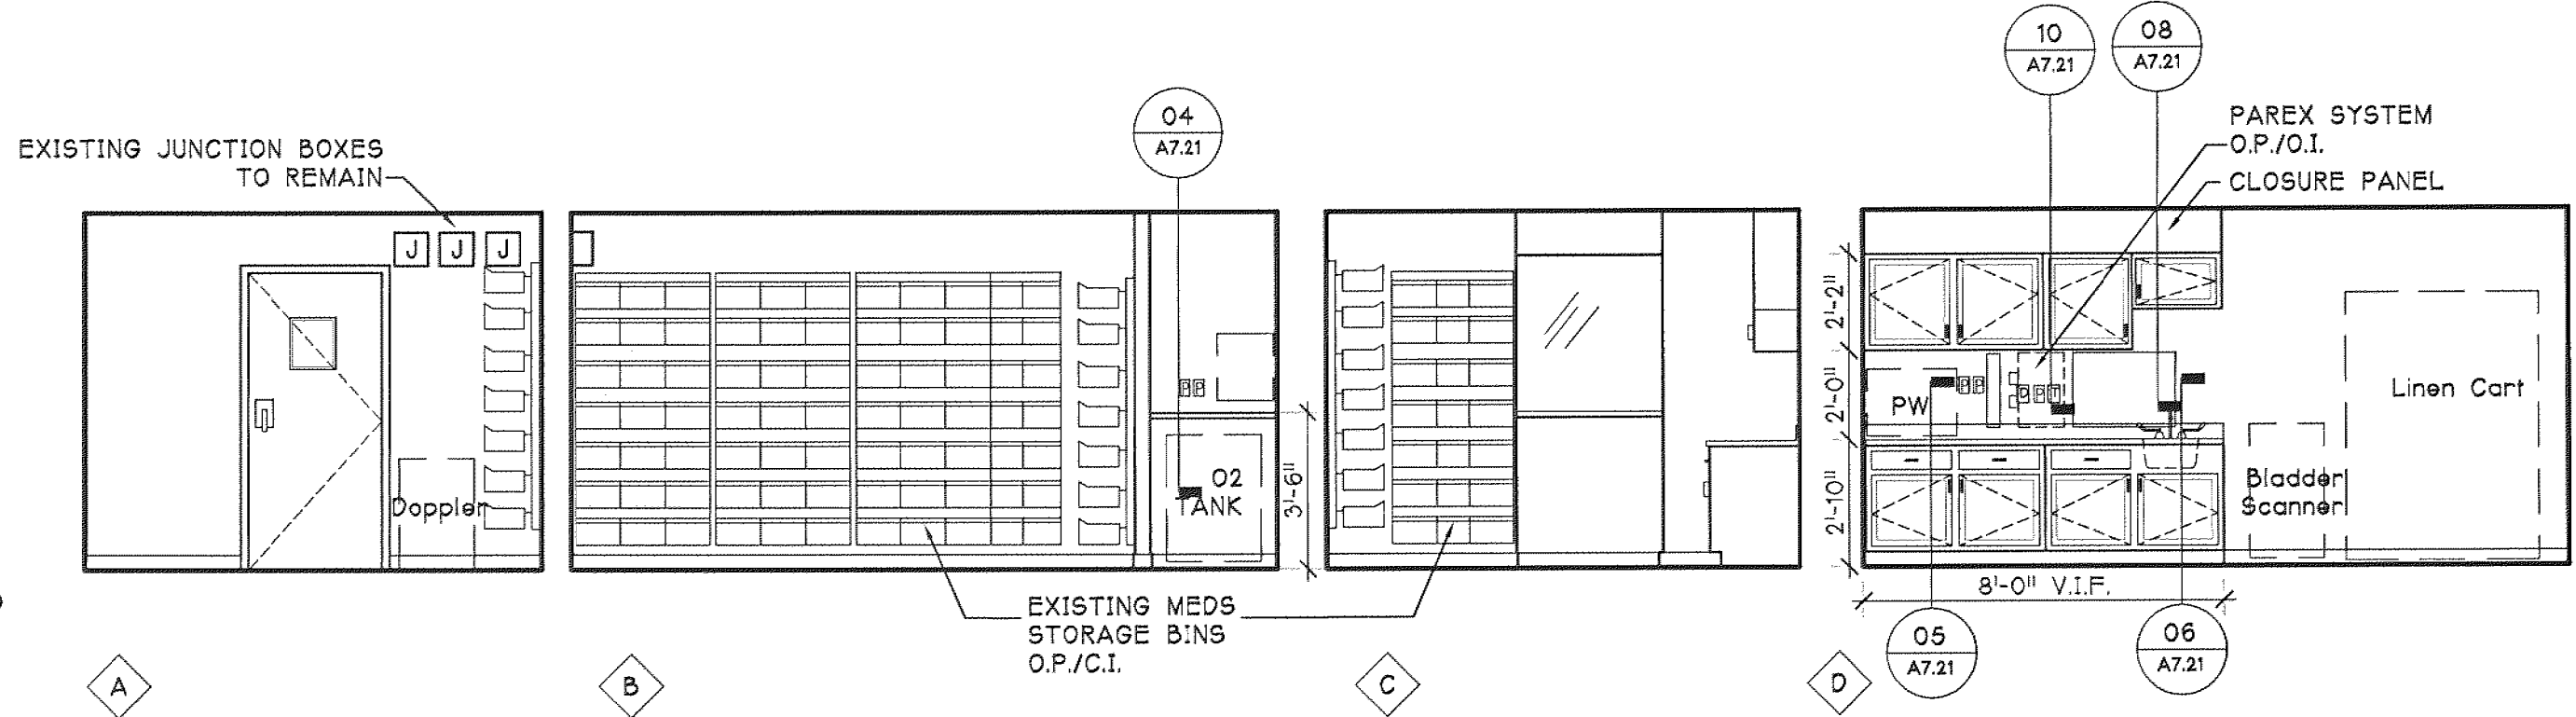 10
A7.21
08
A7.21
04
A7.21
PAREX SYSTEM
O.P./O.I.
CLOSURE PANEL
EXISTING JUNCTION BOXES
TO REMAIN
J J J
Doppler
P P
O2
TANK
3'-6"
2'-2"
2'-0"
2'-10"
PW
P P
D P T
Linen Cart
Bladder
Scanner
8'-0" V.I.F.
EXISTING MEDS
STORAGE BINS
O.P./C.I.
05
A7.21
06
A7.21
A
B
C
D